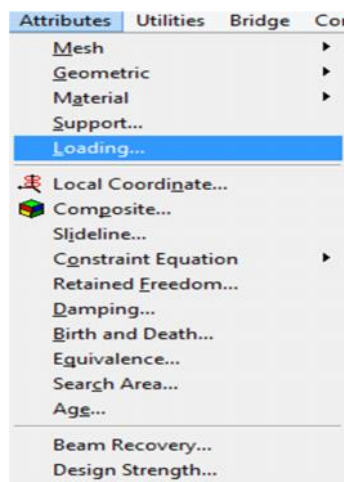 Attributes Utilities Bridge
Mesh
Geometric
Material
Support...
Loading...
Local Coordinate...
Composite...
Slideline...
Constraint Equation
Retained Freedom...
Damping...
Birth and Death...
Equivalence...
Search Area...
Age...
Beam Recovery...
Design Strength...